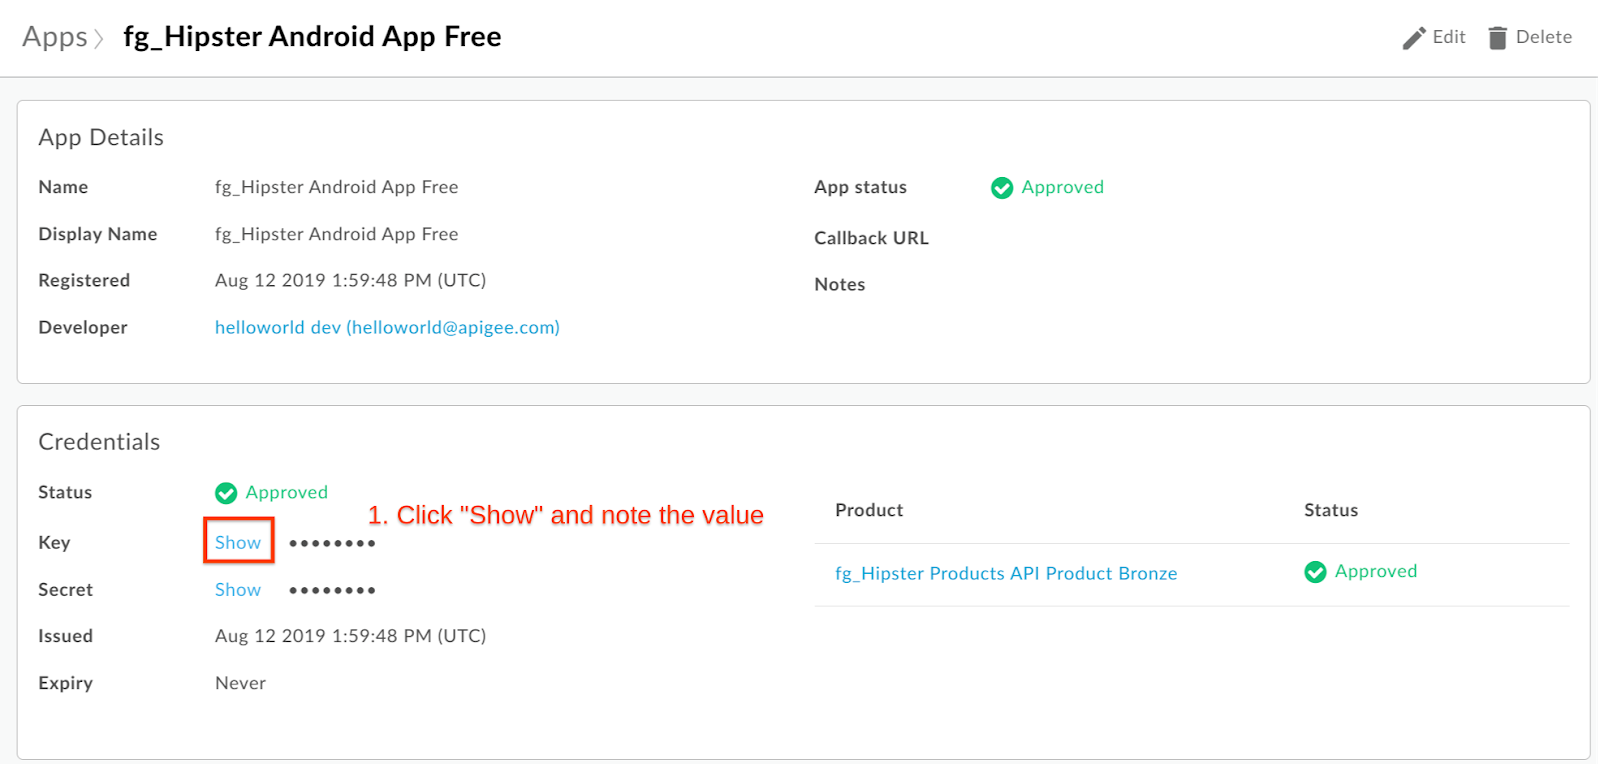 Apps › fg_Hipster Android App Free
Edit Delete
App Details
Name fg_Hipster Android App Free
App status Approved
Display Name fg_Hipster Android App Free
Callback URL
Registered Aug 12 2019 1:59:48 PM (UTC)
Notes
Developer helloworld dev (helloworld@apigee.com)
Credentials
Status Approved
1. Click "Show" and note the value
Key Show ••••••••
Secret Show ••••••••
Issued Aug 12 2019 1:59:48 PM (UTC)
Expiry Never
Product Status
fg_Hipster Products API Product Bronze Approved